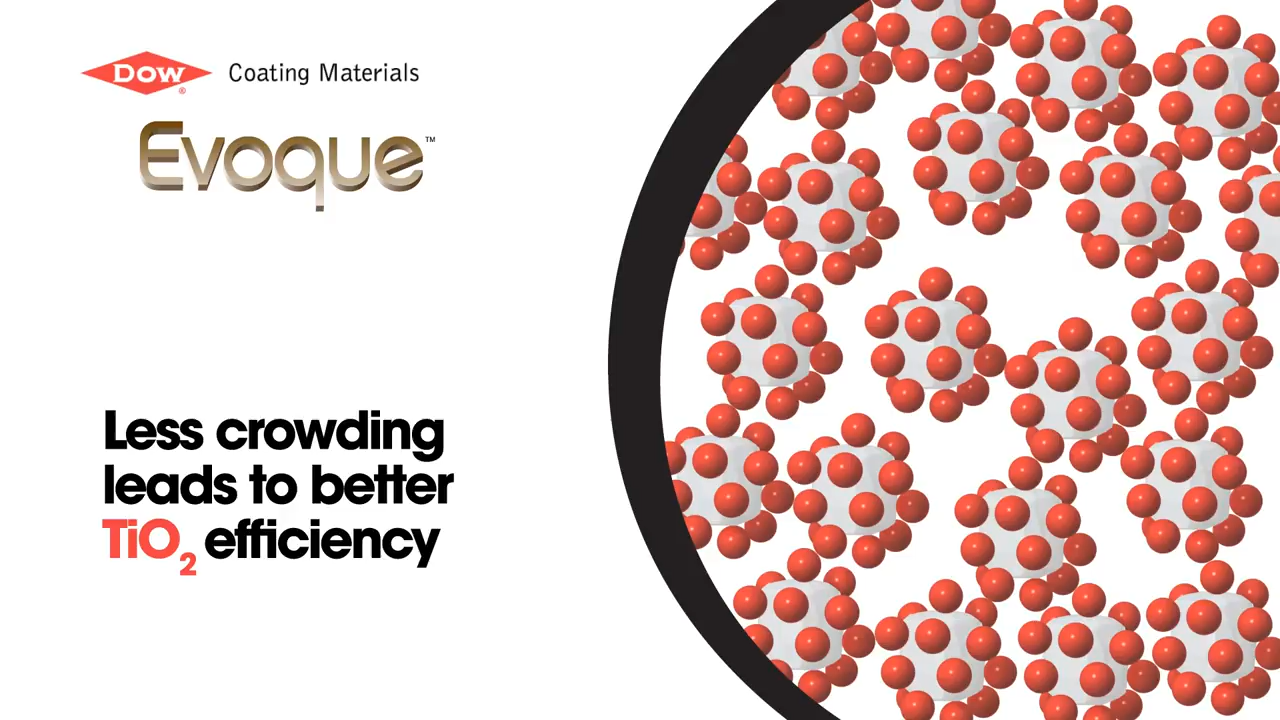 DOW® Coating Materials
Evoque™
Less crowding
leads to better
TiO₂ efficiency